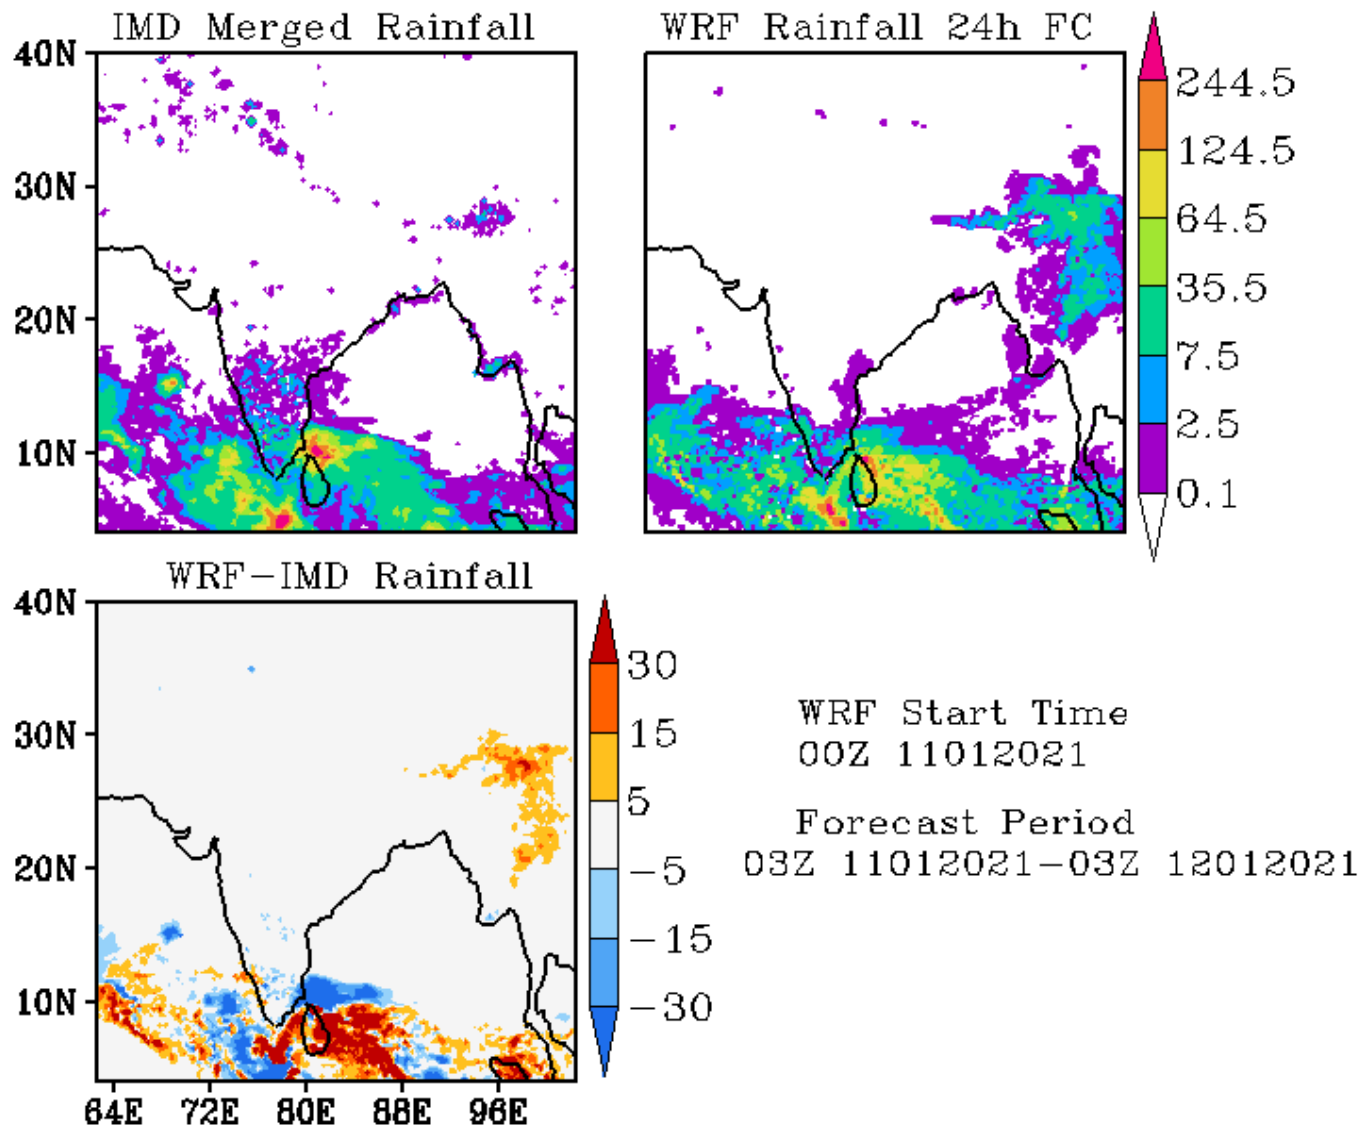 IMD Merged Rainfall
WRF Rainfall 24h FC
40N
30N
20N
10N
244.5
124.5
64.5
35.5
7.5
2.5
0.1
WRF-IMD Rainfall
40N
30N
20N
10N
64E 72E 80E 88E 96E
30
15
5
-5
-15
-30
WRF Start Time
00Z 11012021
Forecast Period
03Z 11012021-03Z 12012021